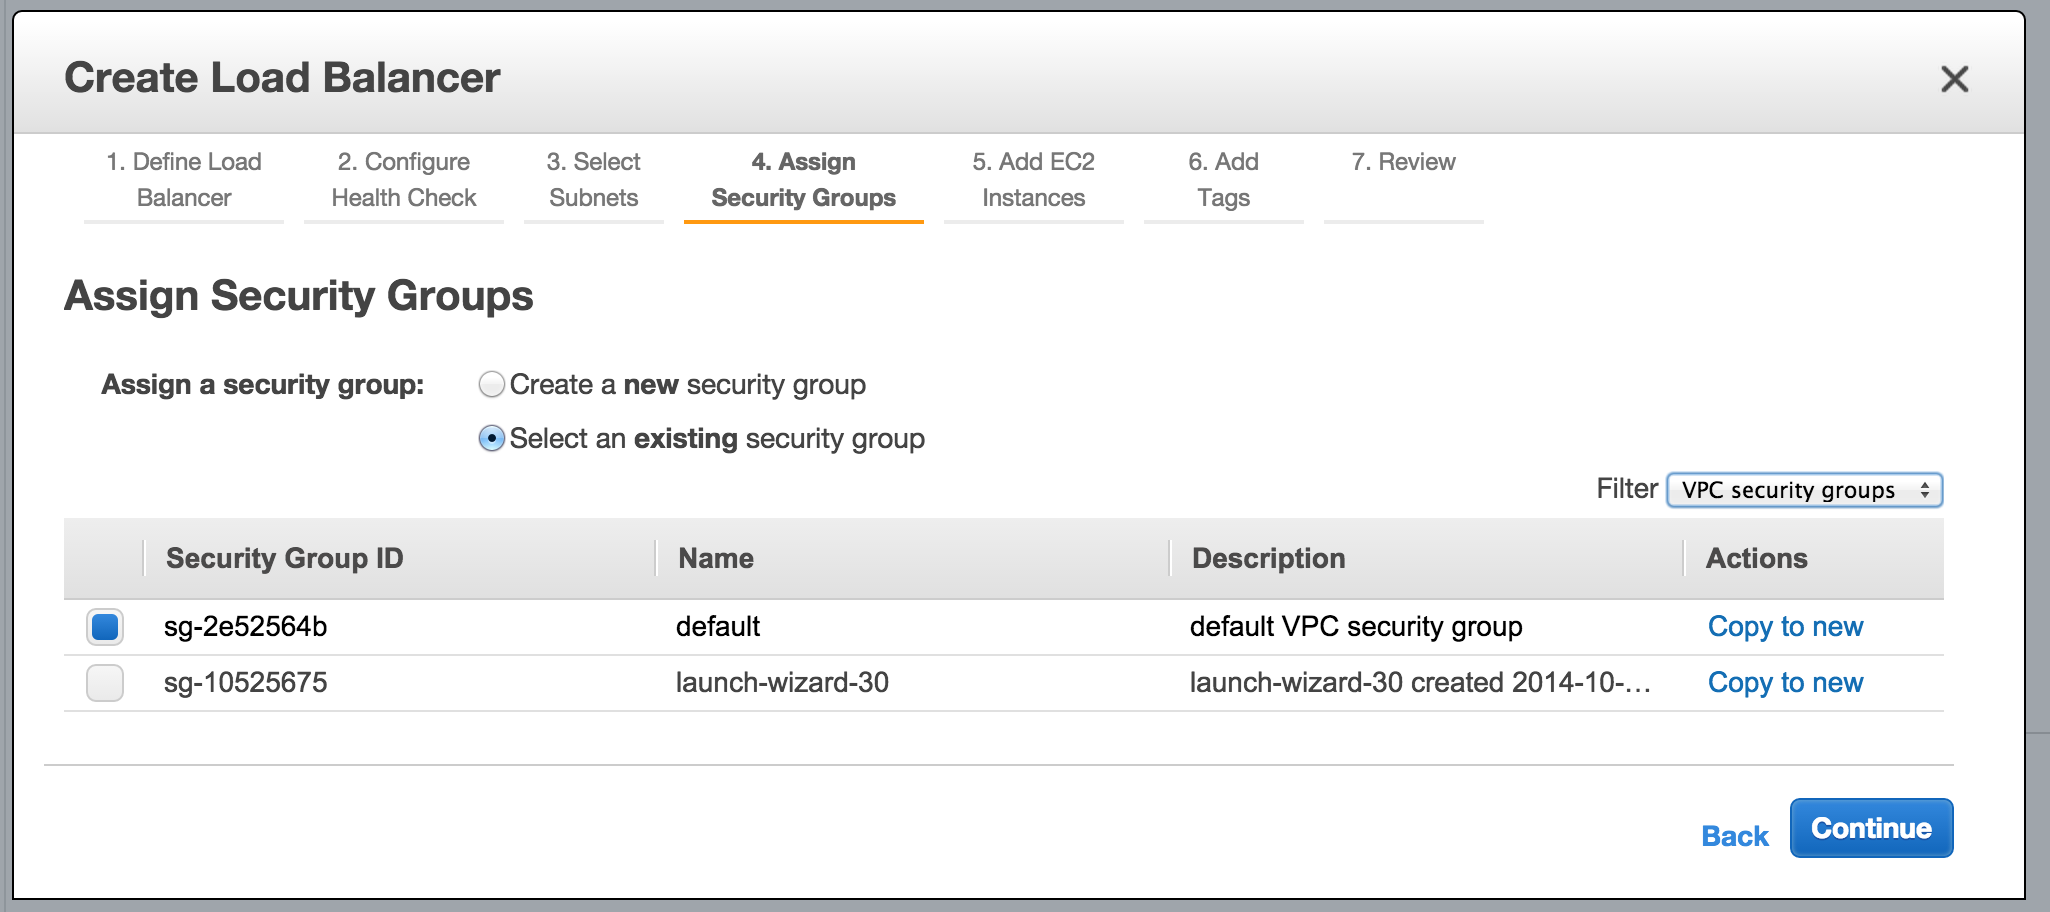 Create Load Balancer
1. Define Load
Balancer
2. Configure
Health Check
3. Select
Subnets
4. Assign
Security Groups
5. Add EC2
Instances
6. Add
Tags
7. Review
Assign Security Groups
Assign a security group:
Create a new security group
Select an existing security group
Filter VPC security groups
Security Group ID Name Description Actions
sg-2e52564b default default VPC security group Copy to new
sg-10525675 launch-wizard-30 launch-wizard-30 created 2014-10-... Copy to new
Back Continue